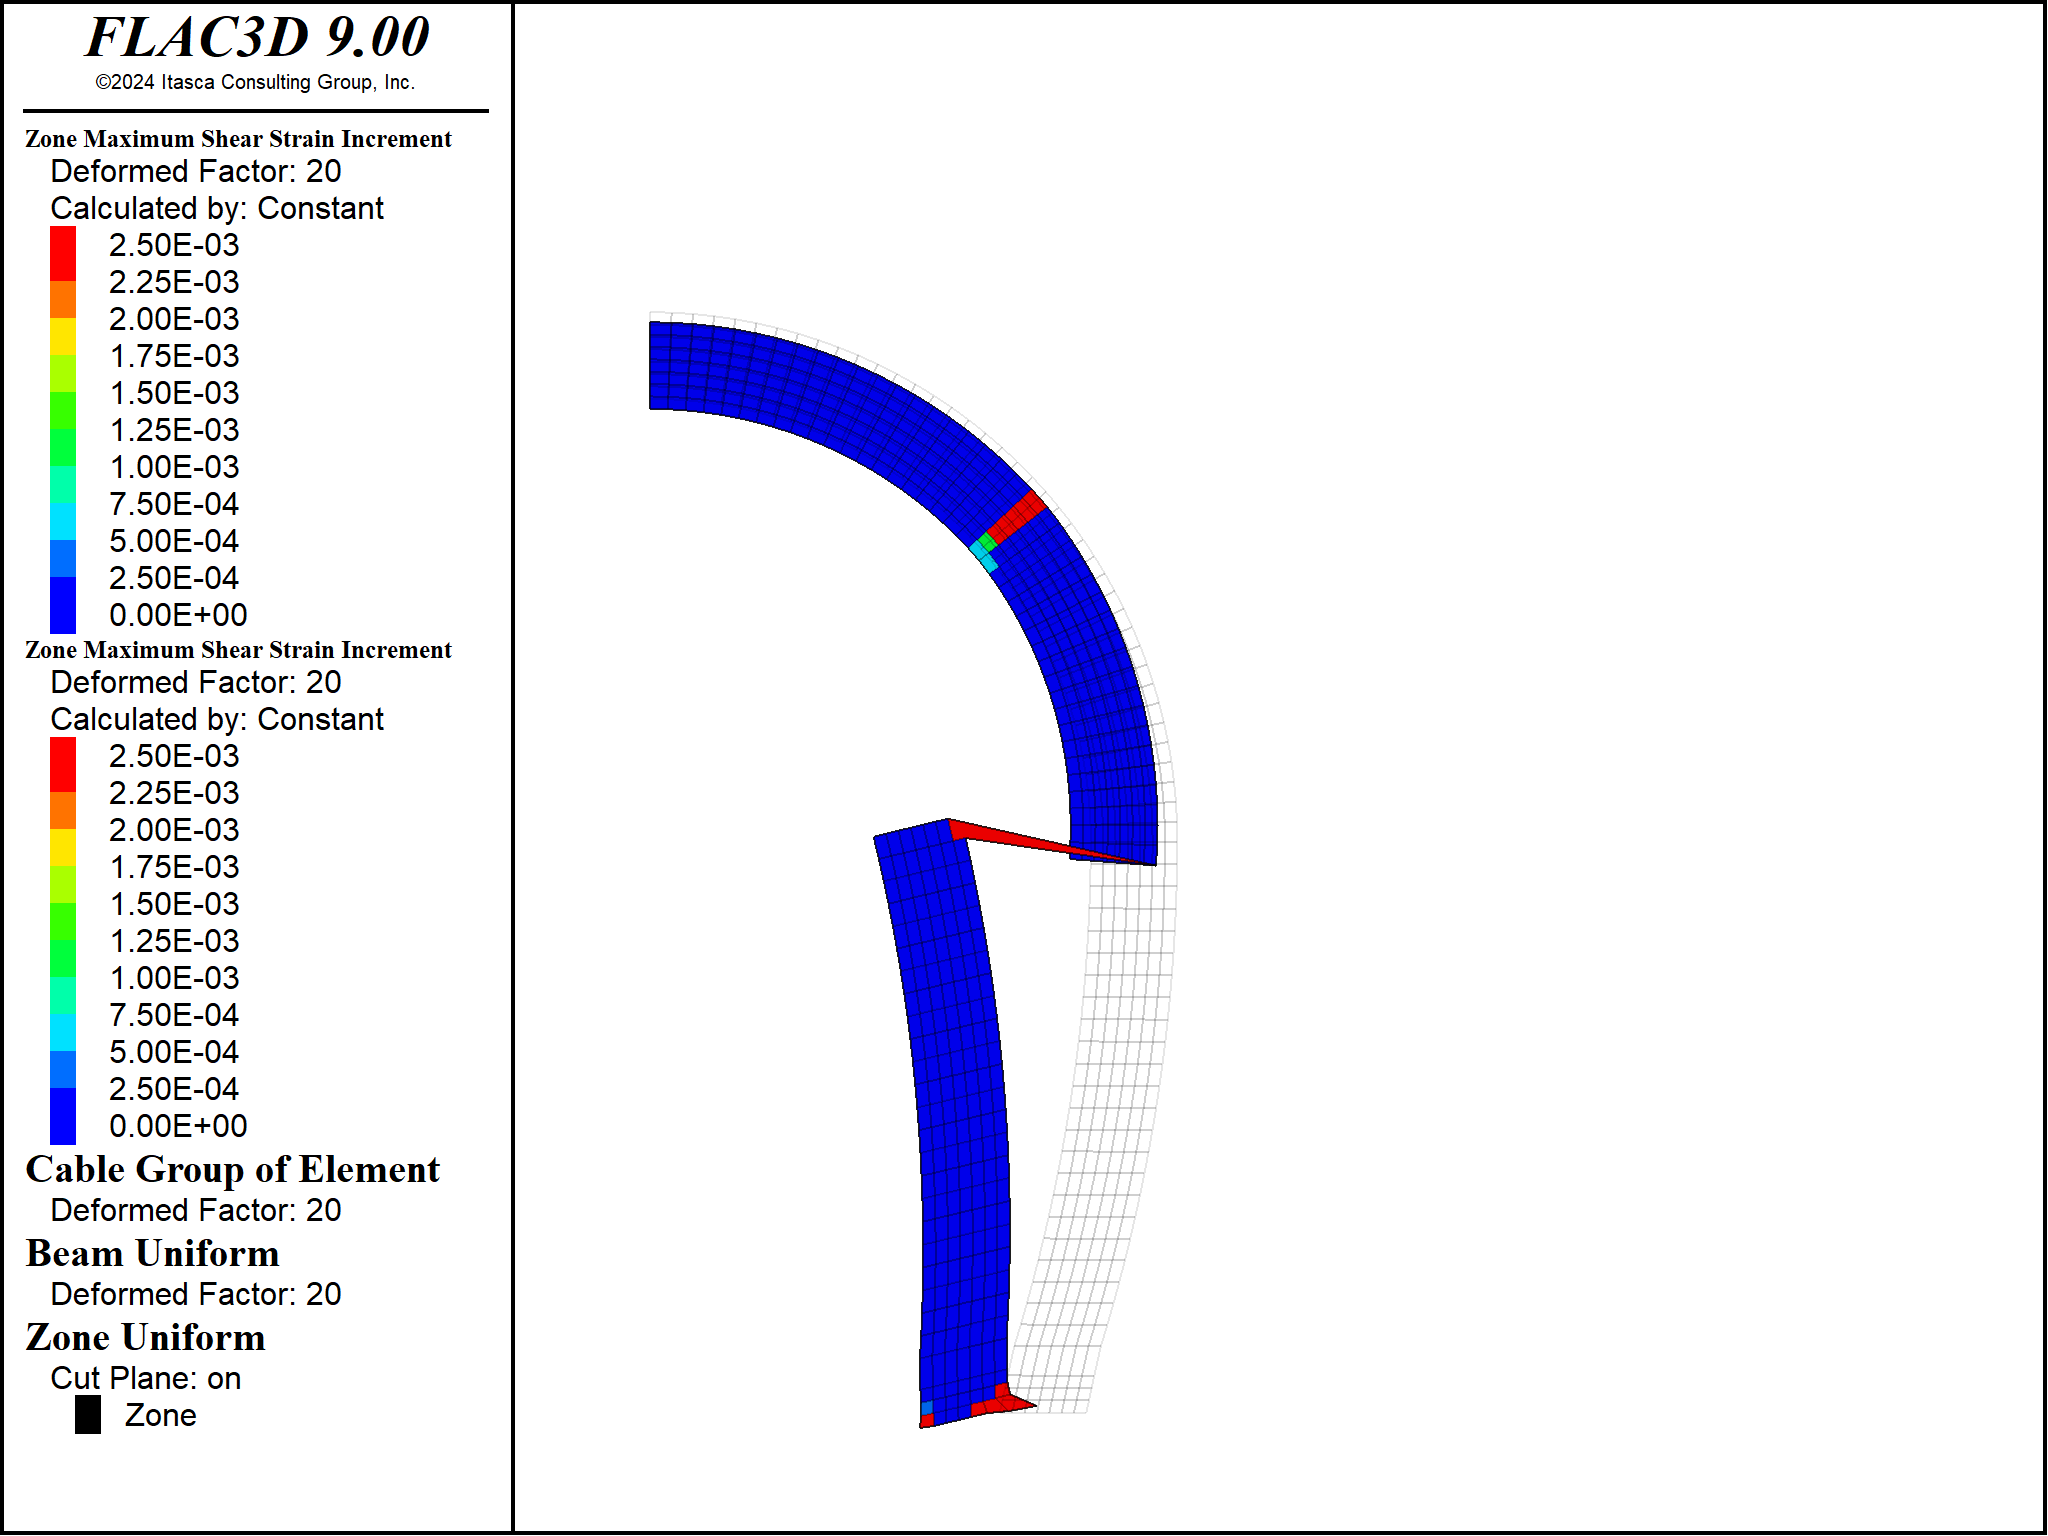 FLAC3D 9.00
©2024 Itasca Consulting Group, Inc.
Zone Maximum Shear Strain Increment
Deformed Factor: 20
Calculated by: Constant
2.50E-03
2.25E-03
2.00E-03
1.75E-03
1.50E-03
1.25E-03
1.00E-03
7.50E-04
5.00E-04
2.50E-04
0.00E+00
Zone Maximum Shear Strain Increment
Deformed Factor: 20
Calculated by: Constant
2.50E-03
2.25E-03
2.00E-03
1.75E-03
1.50E-03
1.25E-03
1.00E-03
7.50E-04
5.00E-04
2.50E-04
0.00E+00
Cable Group of Element
Deformed Factor: 20
Beam Uniform
Deformed Factor: 20
Zone Uniform
Cut Plane: on
Zone